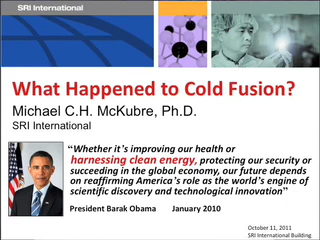 SRI International
What Happened to Cold Fusion?
Michael C.H. McKubre, Ph.D.
SRI International
“Whether it’s improving our health or
harnessing clean energy, protecting our security or
succeeding in the global economy, our future depends
on reaffirming America’s role as the world’s engine of
scientific discovery and technological innovation”
President Barak Obama January 2010
October 11, 2011
SRI International Building